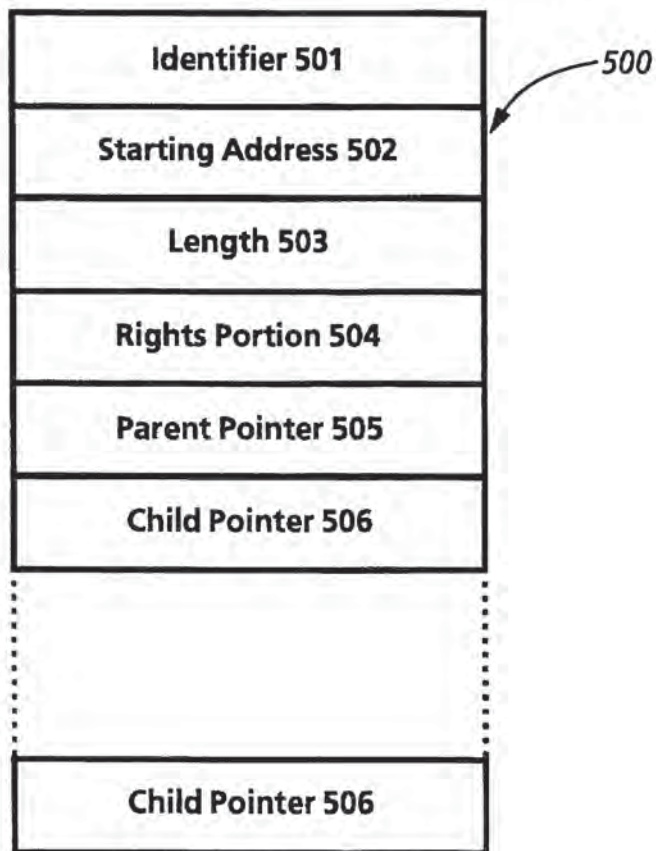 Identifier 501
500
Starting Address 502
Length 503
Rights Portion 504
Parent Pointer 505
Child Pointer 506
Child Pointer 506